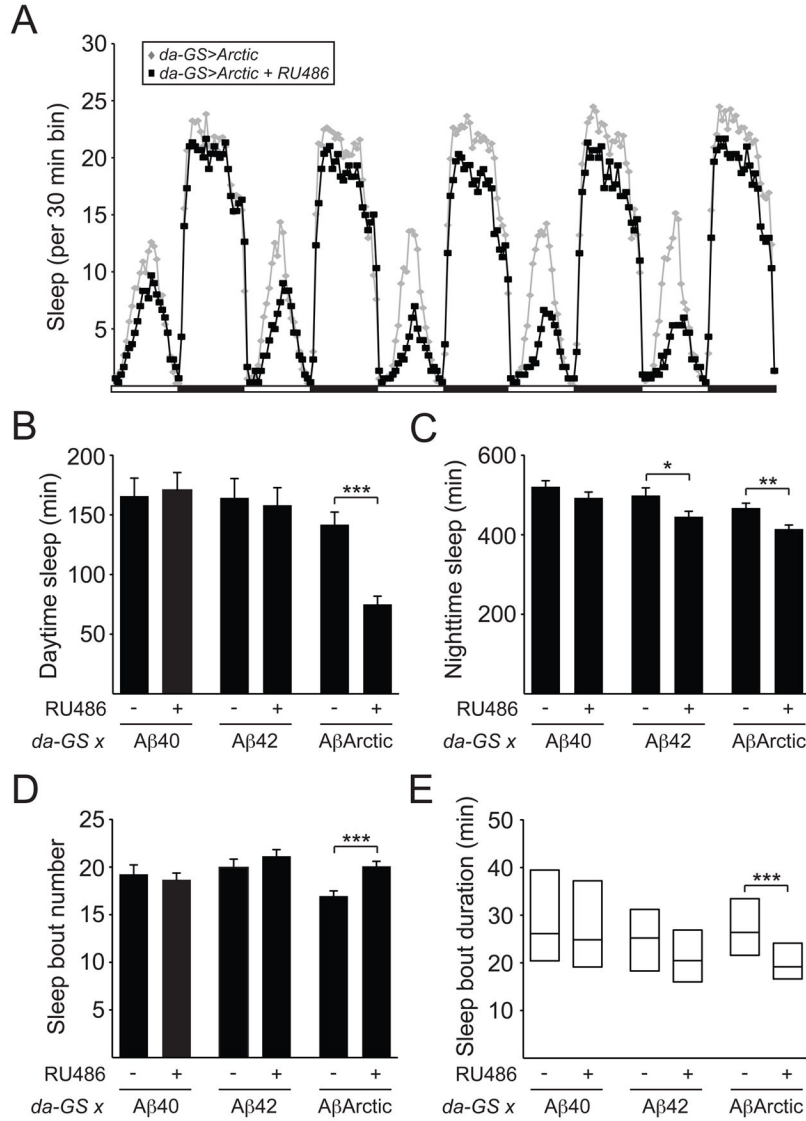 A
Sleep (per 30 min bin)
30
25
20
15
10
5
da-GS>Arctic
da-GS>Arctic + RU486
B
Daytime sleep (min)
200
150
100
50
***
RU486 - + - + - +
da-GS x Aβ40 Aβ42 AβArctic
C
Nighttime sleep (min)
600
400
200
*
**
RU486 - + - + - +
da-GS x Aβ40 Aβ42 AβArctic
D
Sleep bout number
25
20
15
10
5
***
RU486 - + - + - +
da-GS x Aβ40 Aβ42 AβArctic
E
Sleep bout duration (min)
50
40
30
20
10
***
RU486 - + - + - +
da-GS x Aβ40 Aβ42 AβArctic